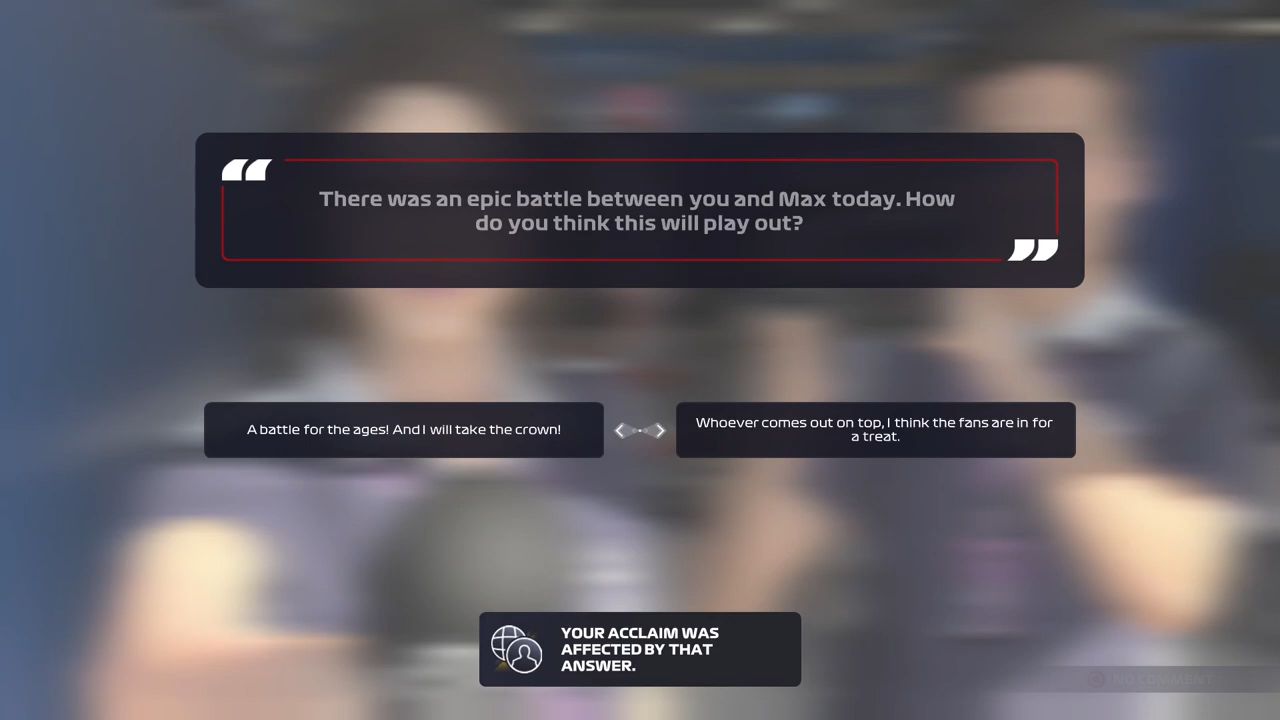 There was an epic battle between you and Max today. How
do you think this will play out?
A battle for the ages! And I will take the crown!
Whoever comes out on top, I think the fans are in for
a treat.
YOUR ACCLAIM WAS
AFFECTED BY THAT
ANSWER.
NO COMMENT